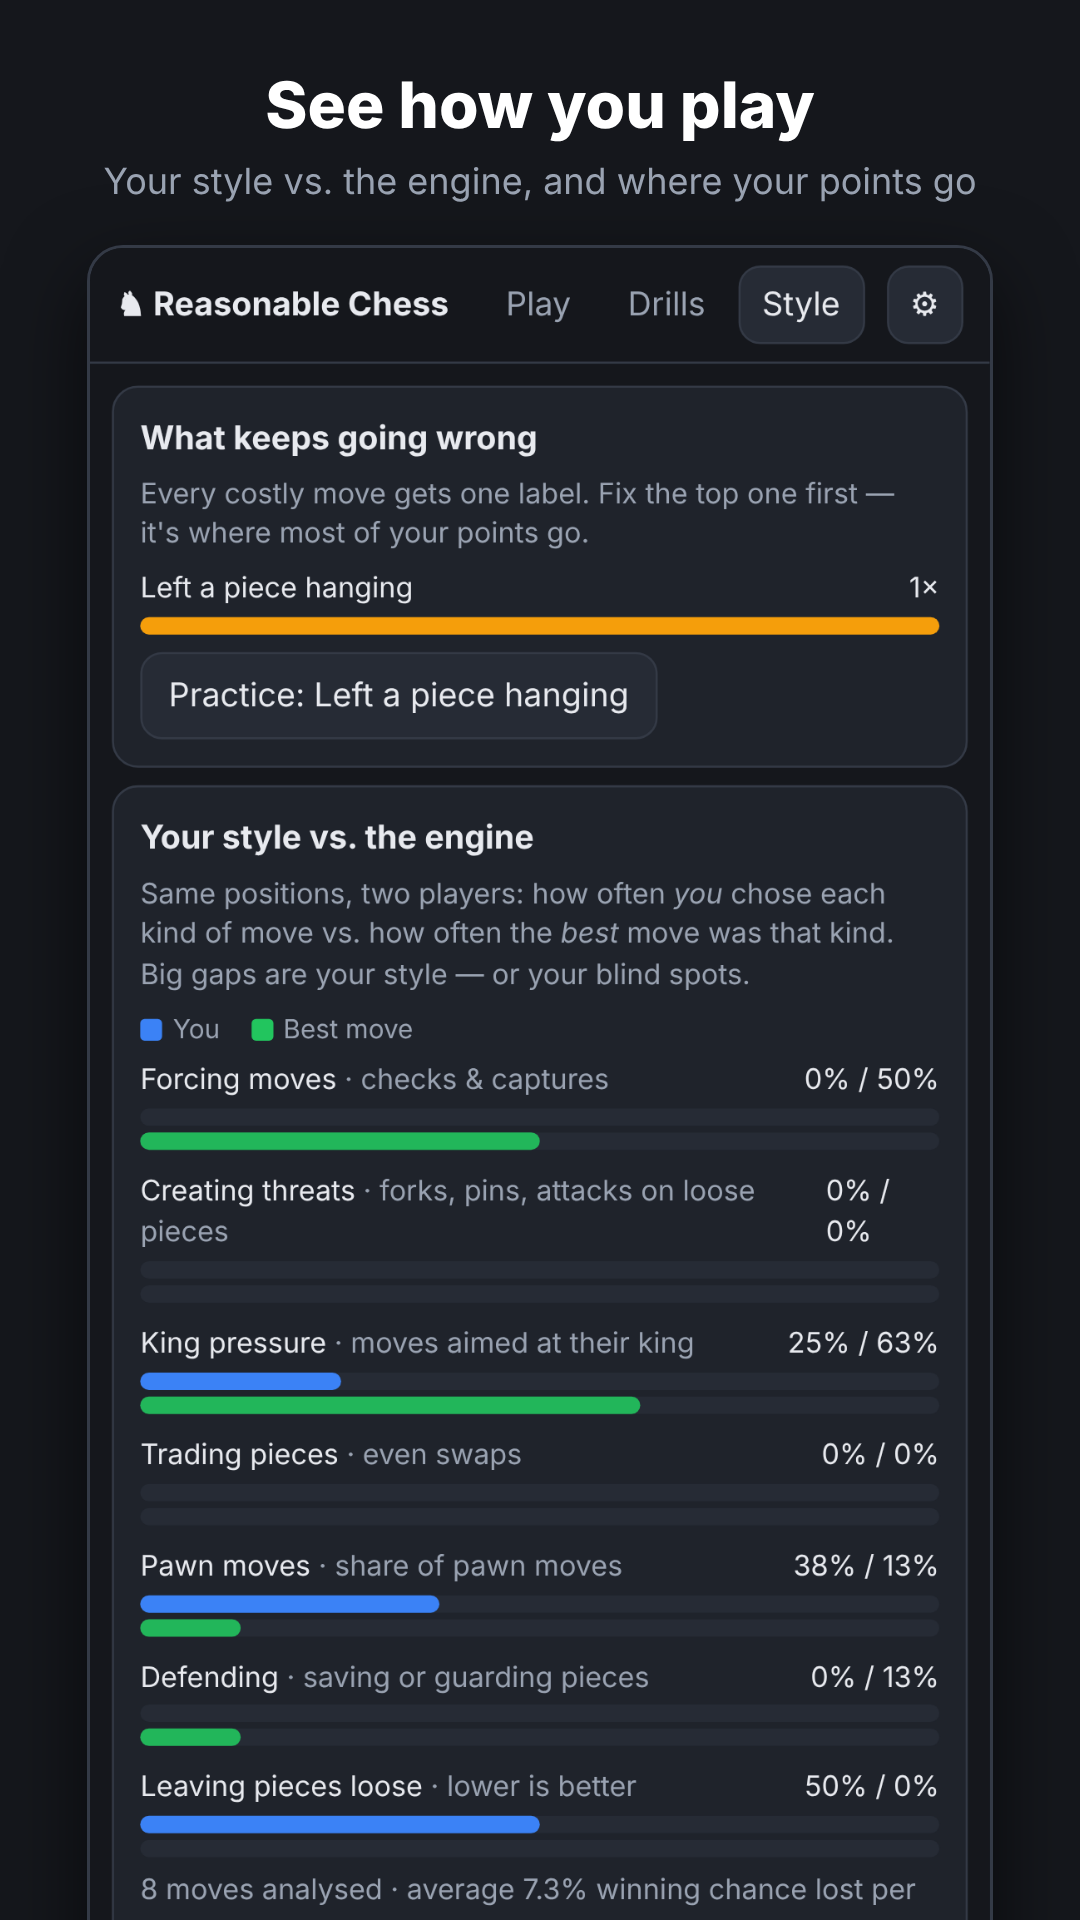 See how you play
Your style vs. the engine, and where your points go
♞ Reasonable Chess Play Drills Style ⚙
What keeps going wrong
Every costly move gets one label. Fix the top one first —
it's where most of your points go.
Left a piece hanging 1×
Practice: Left a piece hanging
Your style vs. the engine
Same positions, two players: how often you chose each
kind of move vs. how often the best move was that kind.
Big gaps are your style — or your blind spots.
You Best move
Forcing moves · checks & captures 0% / 50%
Creating threats · forks, pins, attacks on loose 0% /
pieces 0%
King pressure · moves aimed at their king 25% / 63%
Trading pieces · even swaps 0% / 0%
Pawn moves · share of pawn moves 38% / 13%
Defending · saving or guarding pieces 0% / 13%
Leaving pieces loose · lower is better 50% / 0%
8 moves analysed · average 7.3% winning chance lost per